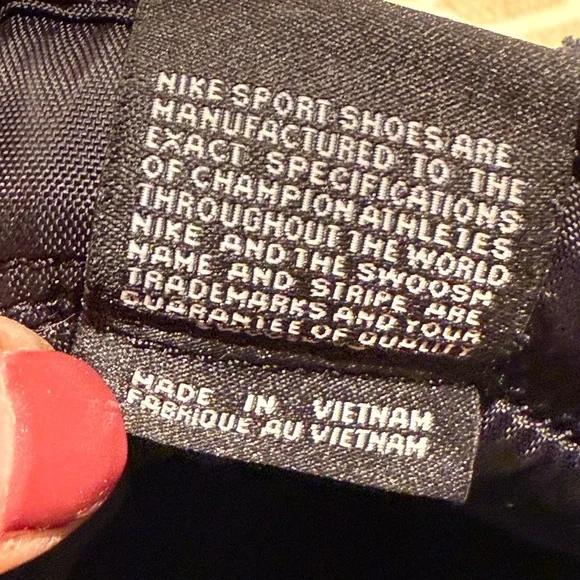 NIKE SPORT SHOES ARE
MANUFACTURED TO THE
EXACT SPECIFICATIONS
OF CHAMPION ATHLETES
THROUGHOUT THE WORLD
NIKE AND THE SWOOSH
NAME AND STRIPE ARE
TRADEMARKS AND YOUR
GUARANTEE OF QUALITY
MADE IN VIETNAM
FABRIQUE AU VIETNAM